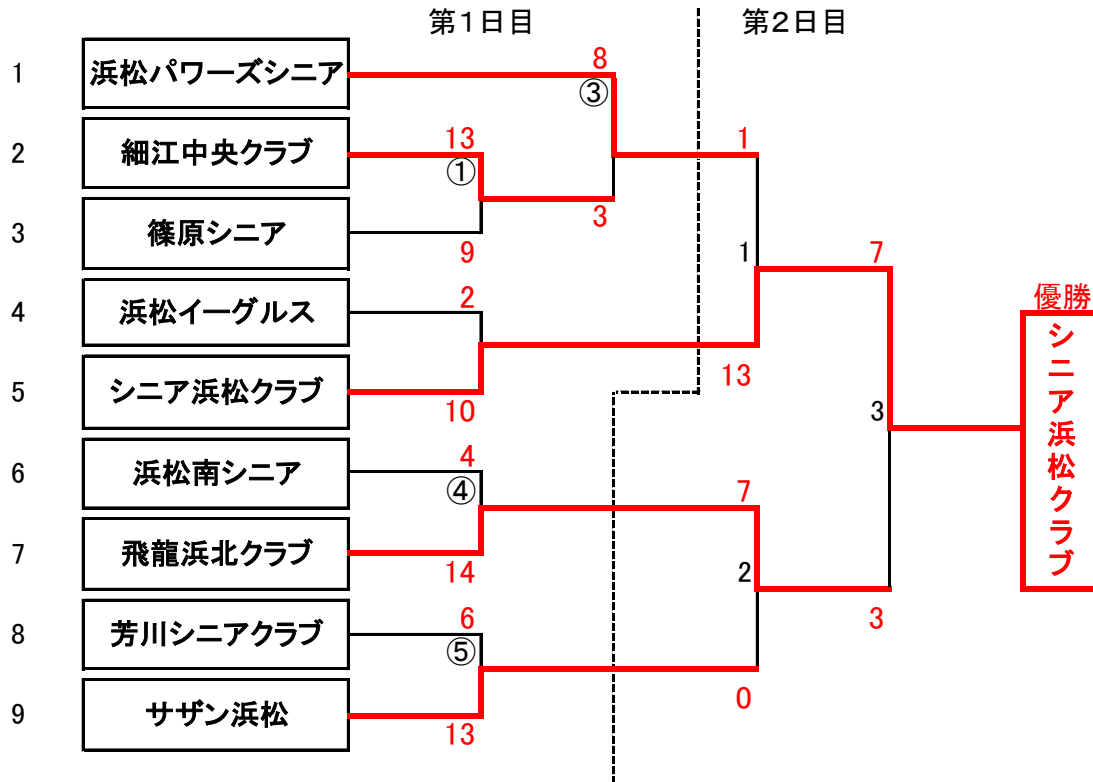 第１日目
第２日目
1
浜松パワーズシニア
8
③
2
細江中央クラブ
13
①
1
3
篠原シニア
9
3
1
7
4
浜松イーグルス
2
優勝
シニア浜松クラブ
5
シニア浜松クラブ
10
13
3
6
浜松南シニア
4
④
7
7
飛龍浜北クラブ
14
2
8
芳川シニアクラブ
6
⑤
3
9
サザン浜松
13
0